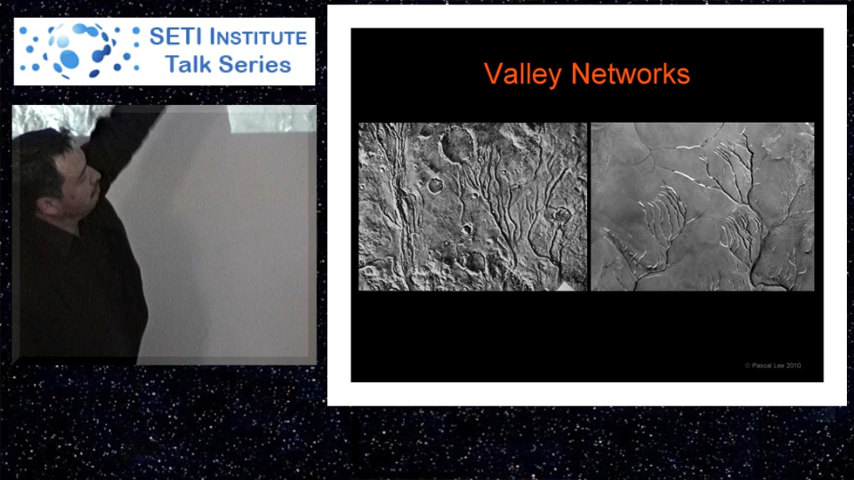 SETI INSTITUTE
Talk Series
Valley Networks
© Pascal Lee 2010